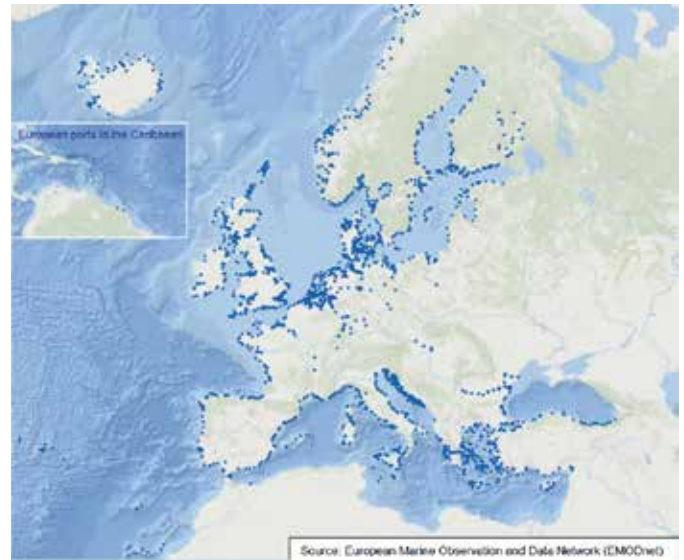 European ports in the Caribbean
Source: European Marine Observation and Data Network (EMODnet)